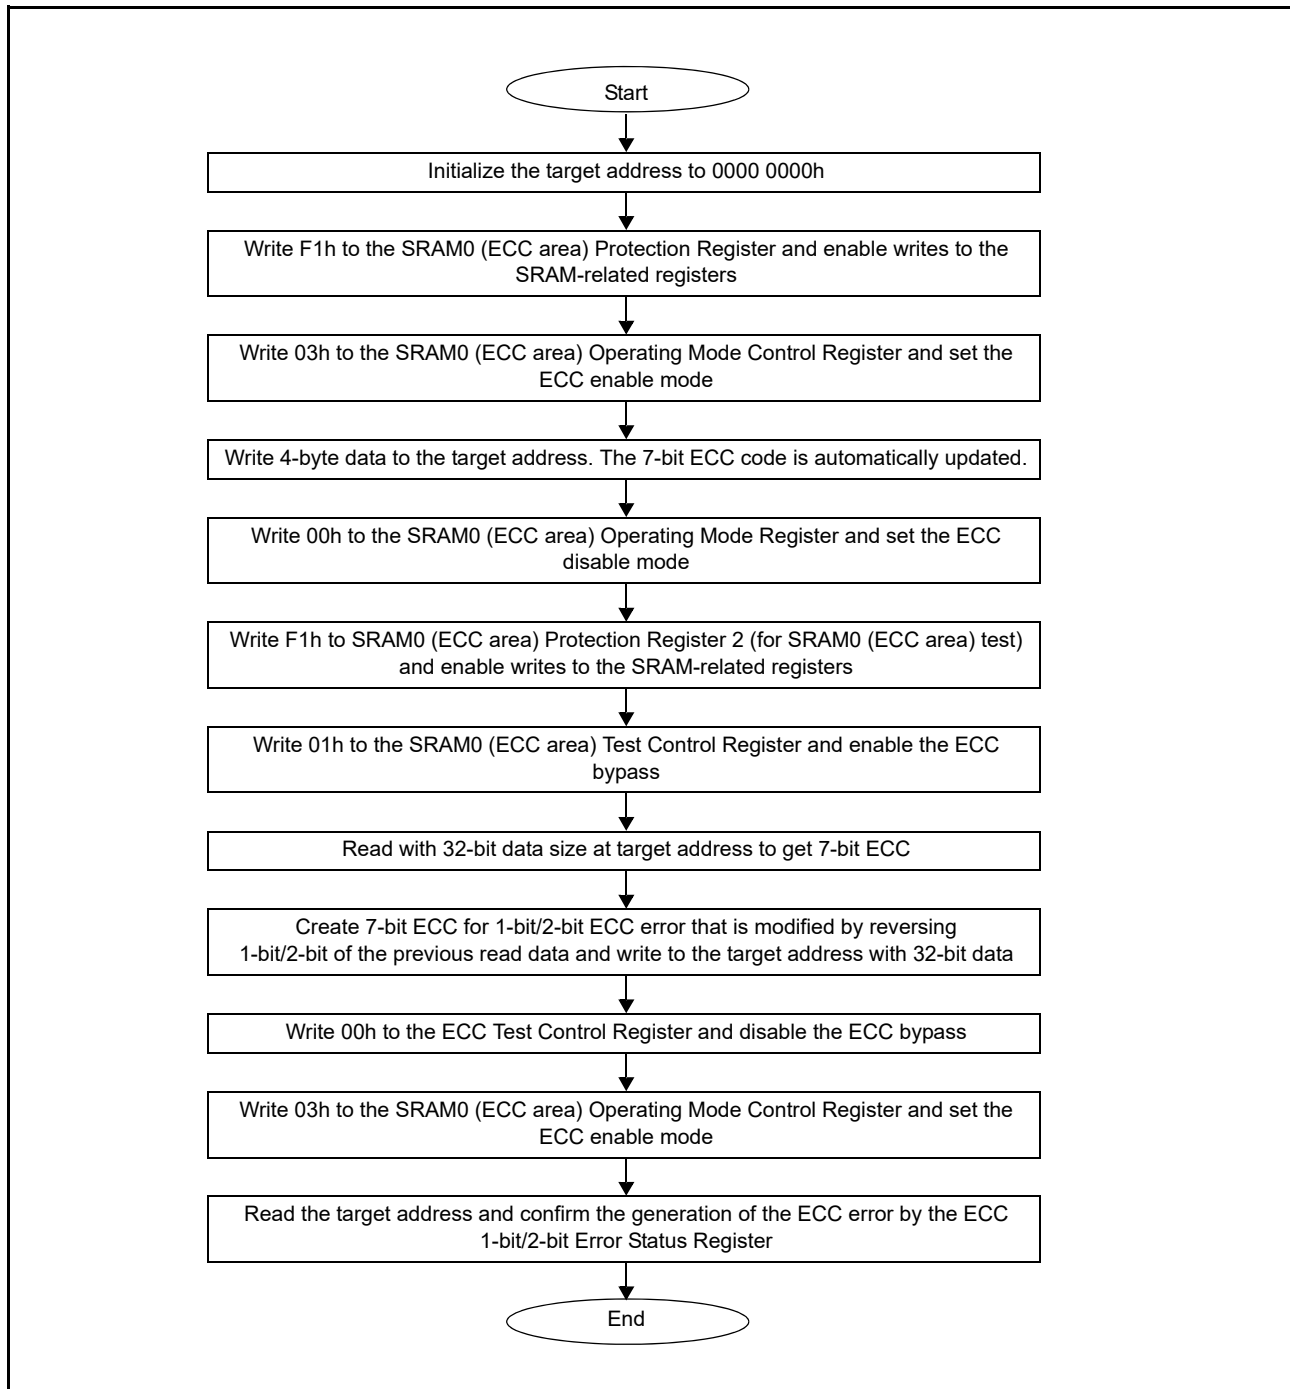 Start
Initialize the target address to 0000 0000h
Write F1h to the SRAM0 (ECC area) Protection Register and enable writes to the
SRAM-related registers
Write 03h to the SRAM0 (ECC area) Operating Mode Control Register and set the
ECC enable mode
Write 4-byte data to the target address. The 7-bit ECC code is automatically updated.
Write 00h to the SRAM0 (ECC area) Operating Mode Register and set the ECC
disable mode
Write F1h to SRAM0 (ECC area) Protection Register 2 (for SRAM0 (ECC area) test)
and enable writes to the SRAM-related registers
Write 01h to the SRAM0 (ECC area) Test Control Register and enable the ECC
bypass
Read with 32-bit data size at target address to get 7-bit ECC
Create 7-bit ECC for 1-bit/2-bit ECC error that is modified by reversing
1-bit/2-bit of the previous read data and write to the target address with 32-bit data
Write 00h to the ECC Test Control Register and disable the ECC bypass
Write 03h to the SRAM0 (ECC area) Operating Mode Control Register and set the
ECC enable mode
Read the target address and confirm the generation of the ECC error by the ECC
1-bit/2-bit Error Status Register
End